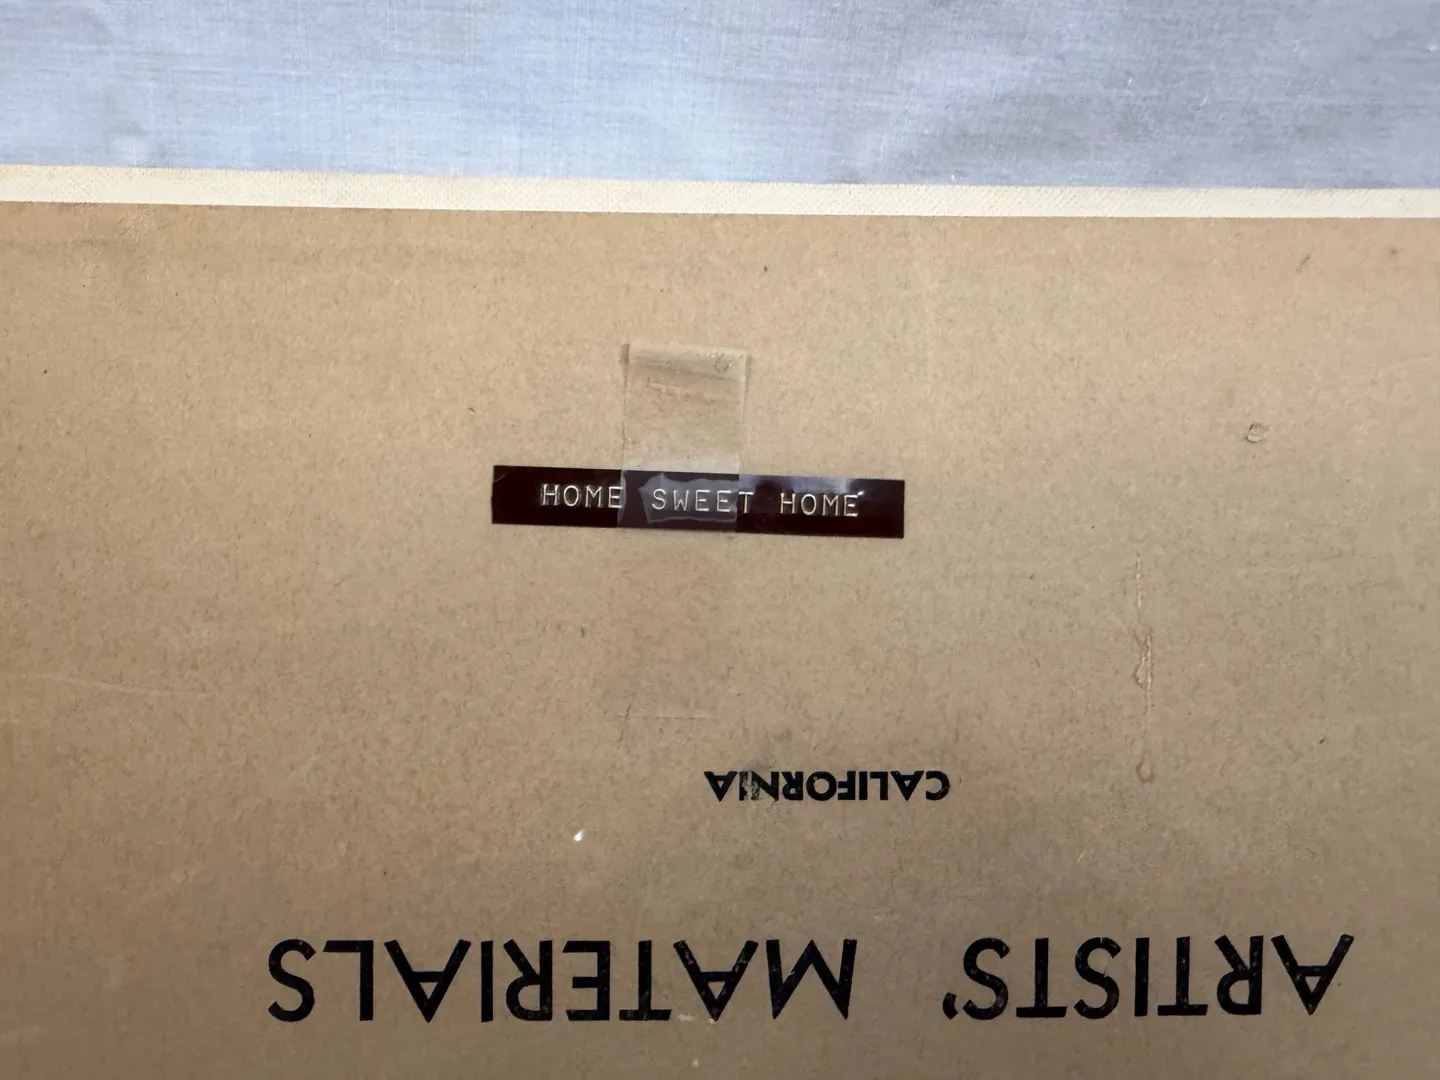 HOME SWEET HOME
CALIFORNIA
ARTISTS' MATERIALS